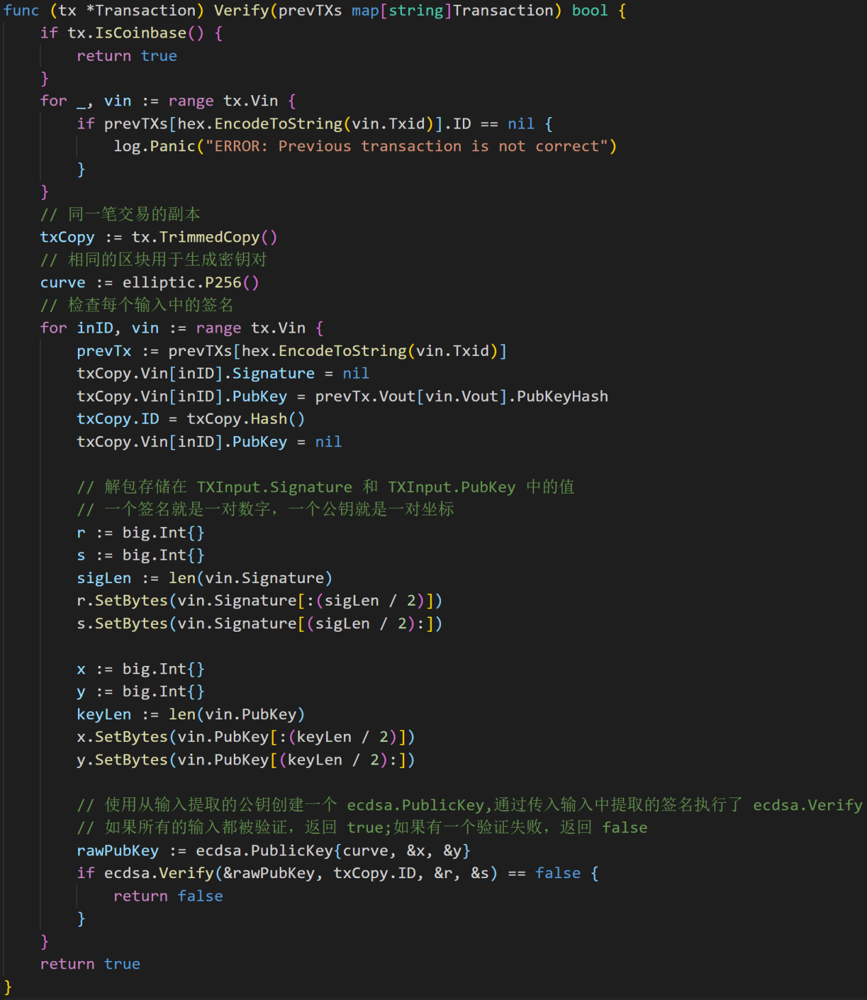 func (tx *Transaction) Verify(prevTXs map[string]Transaction) bool {
    if tx.IsCoinbase() {
        return true
    }
    for _, vin := range tx.Vin {
        if prevTXs[hex.EncodeToString(vin.Txid)].ID == nil {
            log.Panic("ERROR: Previous transaction is not correct")
        }
    }
    // 同一笔交易的副本
    txCopy := tx.TrimmedCopy()
    // 相同的区块用于生成密钥对
    curve := elliptic.P256()
    // 检查每个输入中的签名
    for inID, vin := range tx.Vin {
        prevTx := prevTXs[hex.EncodeToString(vin.Txid)]
        txCopy.Vin[inID].Signature = nil
        txCopy.Vin[inID].PubKey = prevTx.Vout[vin.Vout].PubKeyHash
        txCopy.ID = txCopy.Hash()
        txCopy.Vin[inID].PubKey = nil

        // 解包存储在 TXInput.Signature 和 TXInput.PubKey 中的值
        // 一个签名就是一对数字，一个公钥就是一对坐标
        r := big.Int{}
        s := big.Int{}
        sigLen := len(vin.Signature)
        r.SetBytes(vin.Signature[:(sigLen / 2)])
        s.SetBytes(vin.Signature[(sigLen / 2):])

        x := big.Int{}
        y := big.Int{}
        keyLen := len(vin.PubKey)
        x.SetBytes(vin.PubKey[:(keyLen / 2)])
        y.SetBytes(vin.PubKey[(keyLen / 2):])

        // 使用从输入提取的公钥创建一个 ecdsa.PublicKey,通过传入输入中提取的签名执行了 ecdsa.Verify
        // 如果所有的输入都被验证，返回 true;如果有一个验证失败，返回 false
        rawPubKey := ecdsa.PublicKey{curve, &x, &y}
        if ecdsa.Verify(&rawPubKey, txCopy.ID, &r, &s) == false {
            return false
        }
    }
    return true
}